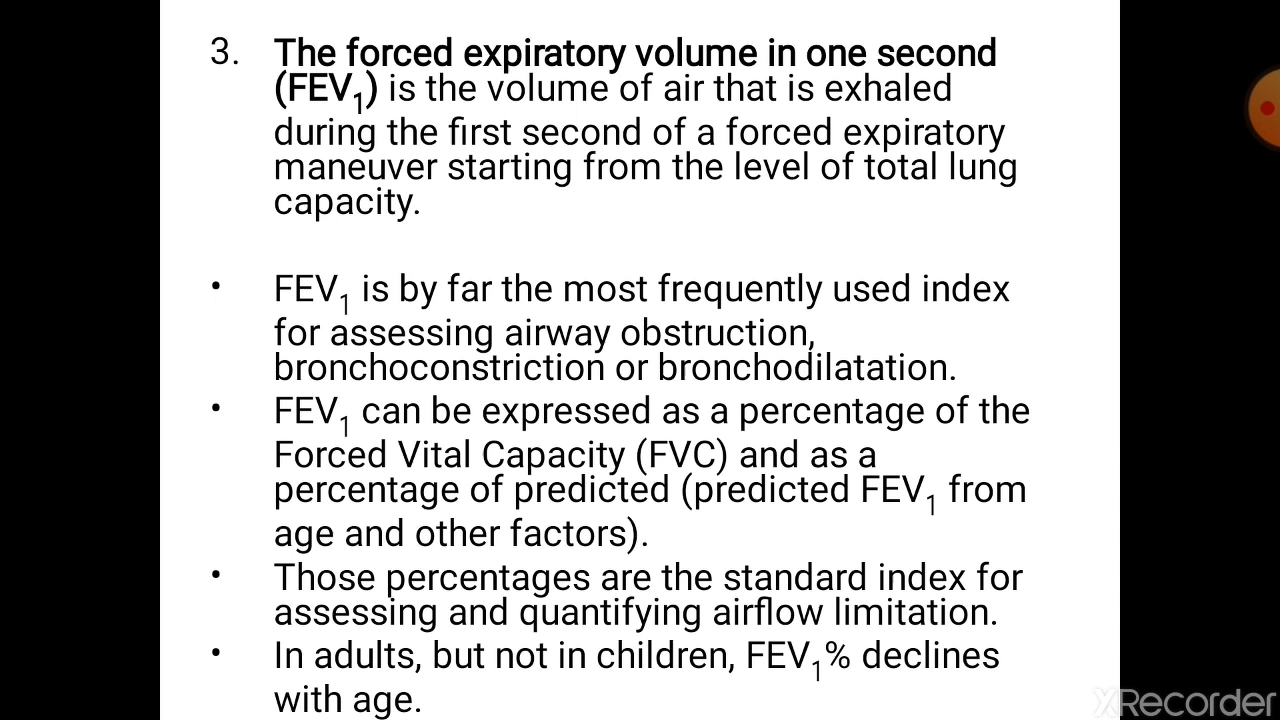 3. The forced expiratory volume in one second
(FEV₁) is the volume of air that is exhaled
during the first second of a forced expiratory
maneuver starting from the level of total lung
capacity.
• FEV₁ is by far the most frequently used index
for assessing airway obstruction,
bronchoconstriction or bronchodilatation.
• FEV₁ can be expressed as a percentage of the
Forced Vital Capacity (FVC) and as a
percentage of predicted (predicted FEV₁ from
age and other factors).
• Those percentages are the standard index for
assessing and quantifying airflow limitation.
• In adults, but not in children, FEV₁% declines
with age.
XRecorder